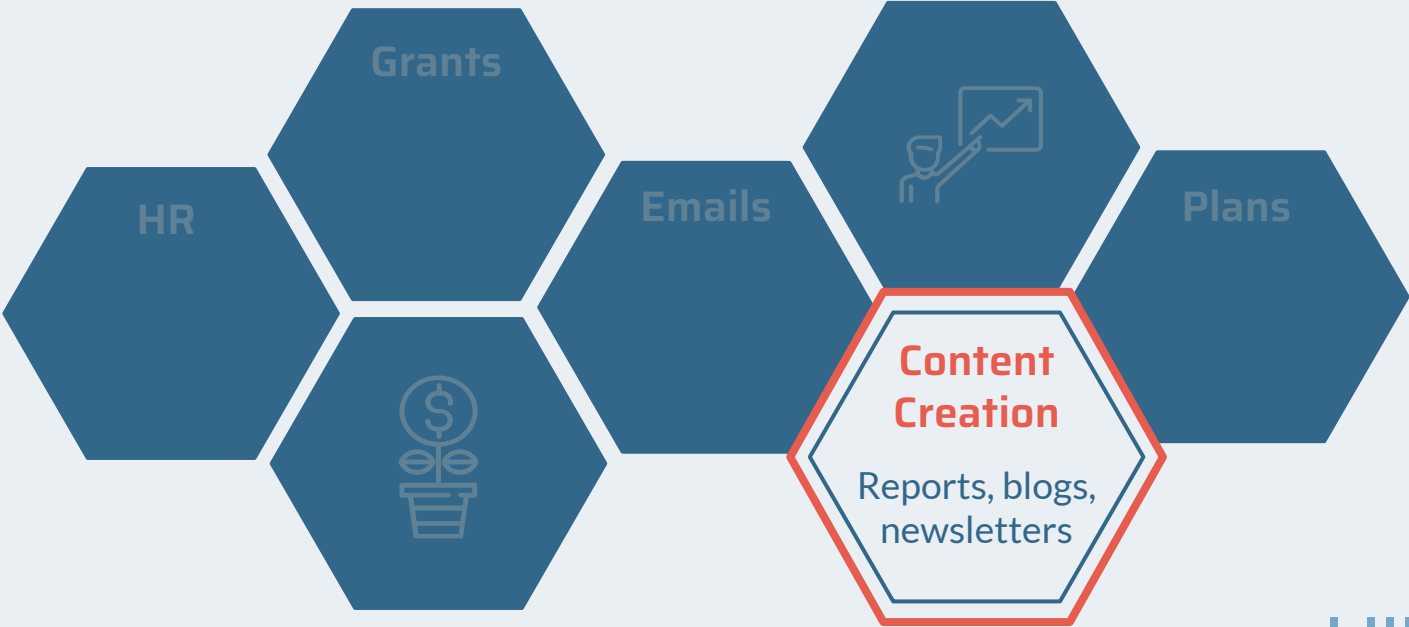 Grants
HR
Emails
Plans
Content
Creation
Reports, blogs,
newsletters
$